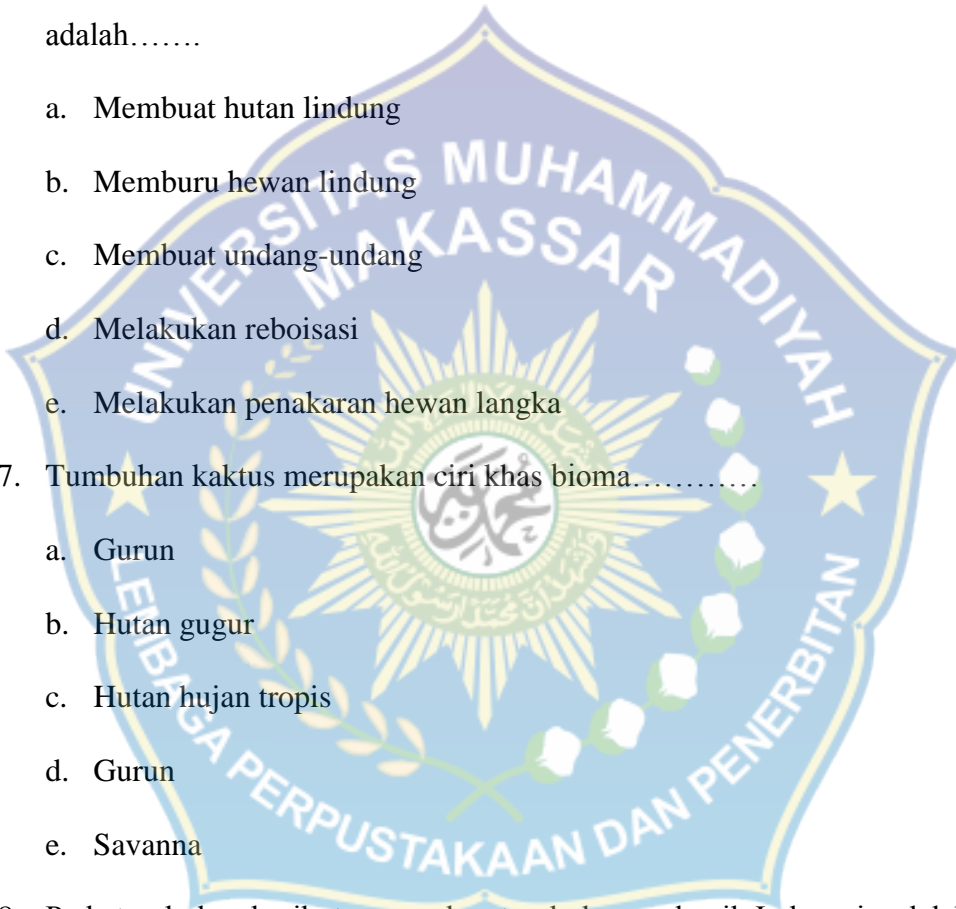 adalah…….
a. Membuat hutan lindung
b. Memburu hewan lindung
c. Membuat undang-undang
d. Melakukan reboisasi
e. Melakukan penakaran hewan langka
7. Tumbuhan kaktus merupakan ciri khas bioma…………
a. Gurun
b. Hutan gugur
c. Hutan hujan tropis
d. Gurun
e. Savanna
UNIVERSITAS MUHAMMADIYAH
MAKASSAR
LEMBAGA PERPUSTAKAAN DAN PENERBITAN